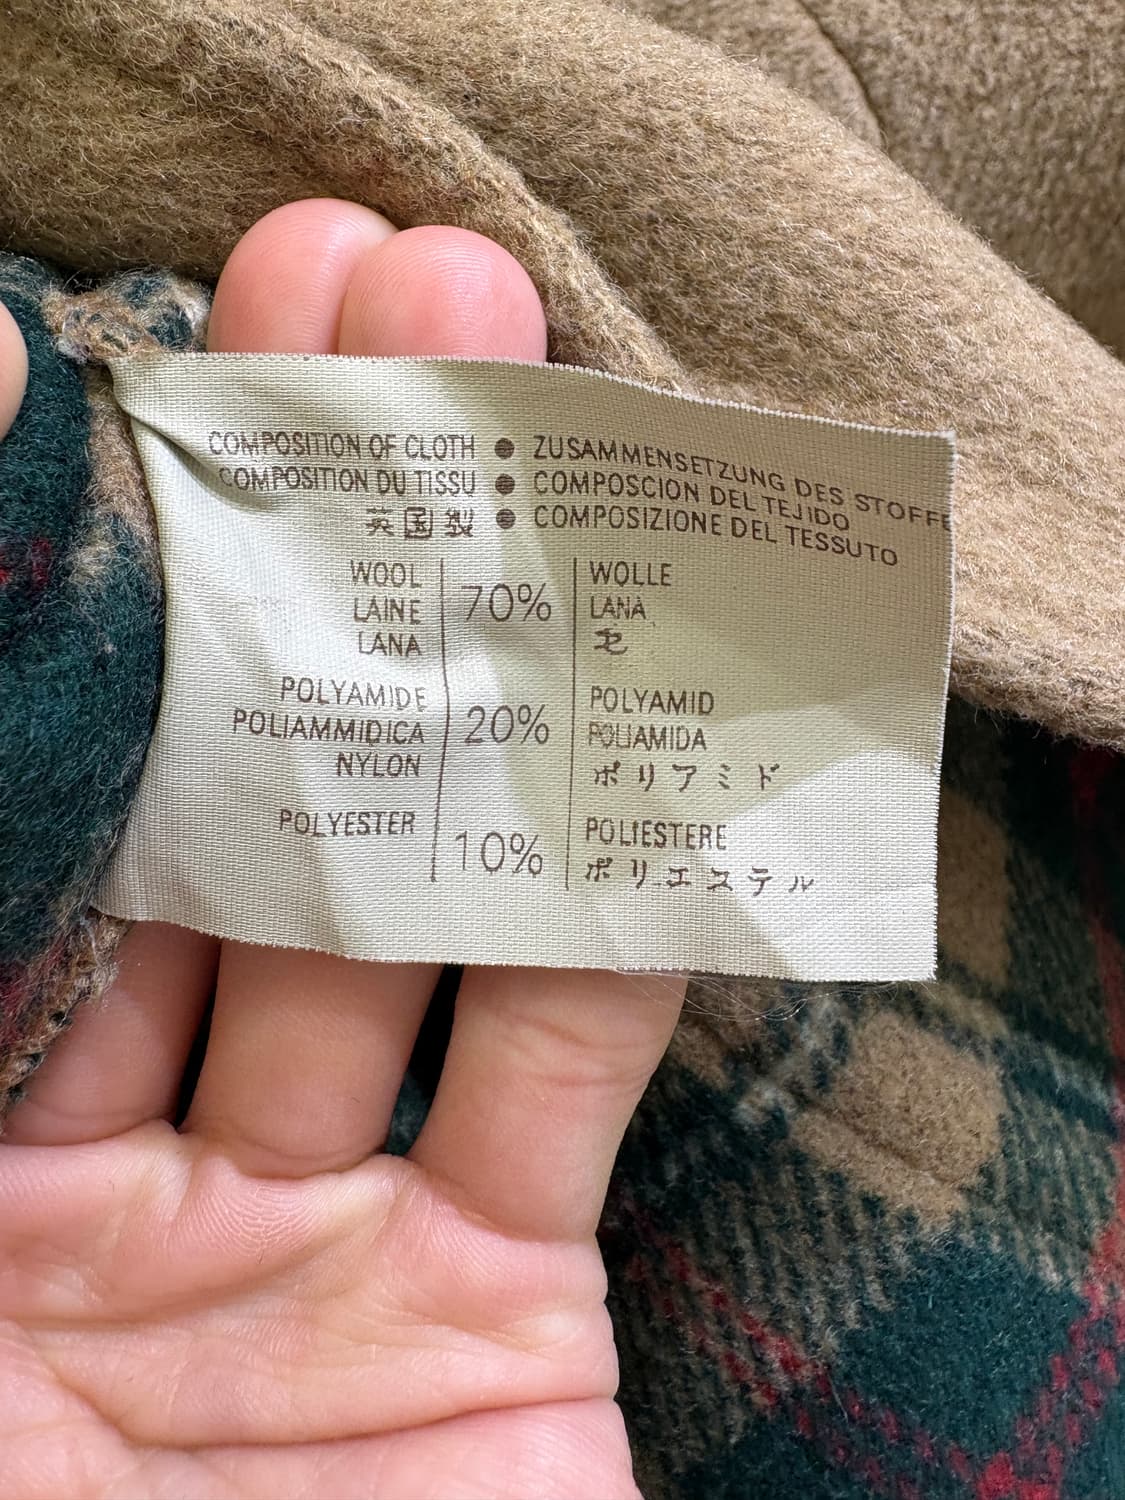 COMPOSITION OF CLOTH ● ZUSAMMENSETZUNG DES STOFFE
COMPOSITION DU TISSU ● COMPOSCION DEL TEJIDO
英国製 ● COMPOSIZIONE DEL TESSUTO
WOOL
LAINE
LANA
70%
WOLLE
LANA
毛
POLYAMIDE
POLIAMMIDICA
NYLON
20%
POLYAMID
POLIAMIDA
ポリアミド
POLYESTER
10%
POLIESTERE
ポリエステル